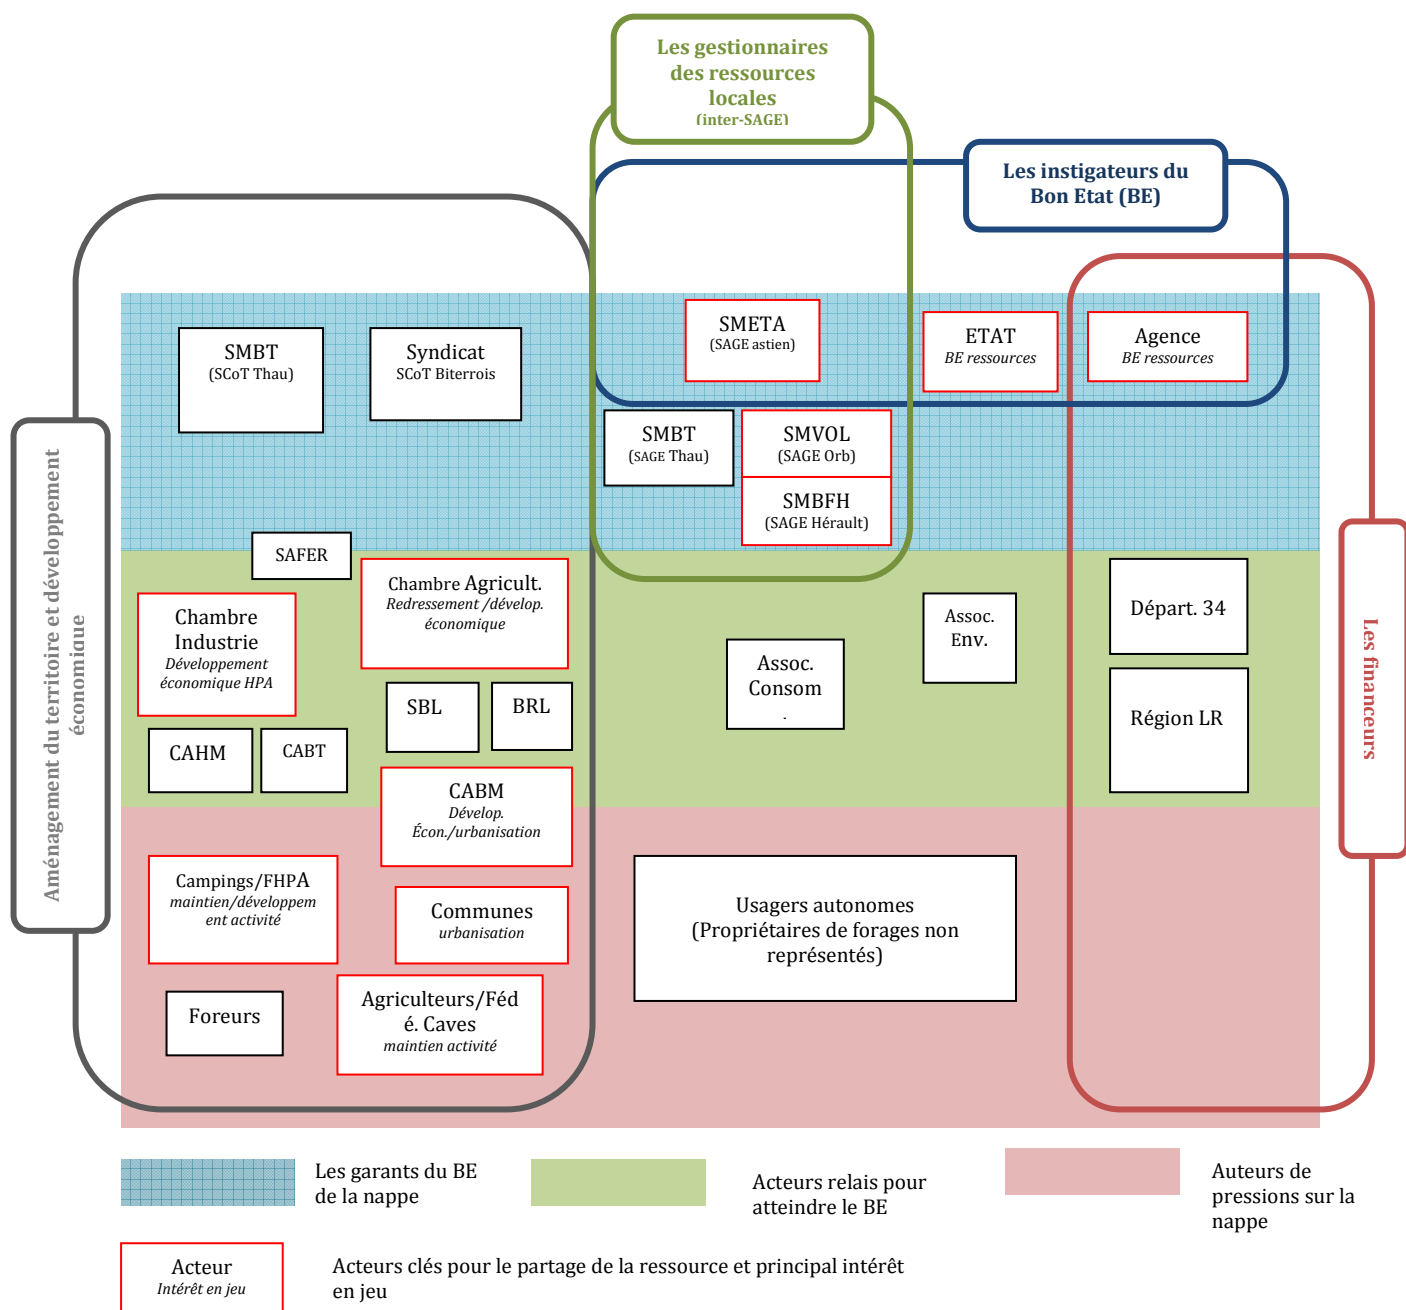 Les gestionnaires
des ressources
locales
(inter-SAGE)
Les instigateurs du
Bon Etat (BE)
Aménagement du territoire et développement
économique
Les financeurs
SMBT
(SCoT Thau)
Syndicat
SCoT Biterrois
SMETA
(SAGE astien)
ETAT
BE ressources
Agence
BE ressources
SMBT
(SAGE Thau)
SMVOL
(SAGE Orb)
SMBFH
(SAGE Hérault)
SAFER
Chambre Agricult.
Redressement /dévelop.
économique
Chambre
Industrie
Développement
économique HPA
SBL
BRL
CAHM
CABT
Assoc.
Consom
.
Assoc.
Env.
Départ. 34
Région LR
CABM
Dévelop.
Écon./urbanisation
Campings/FHPA
maintien/développem
ent activité
Communes
urbanisation
Usagers autonomes
(Propriétaires de forages non
représentés)
Foreurs
Agriculteurs/Féd
é. Caves
maintien activité
Les garants du BE
de la nappe
Acteurs relais pour
atteindre le BE
Auteurs de
pressions sur la
nappe
Acteur
Intérêt en jeu
Acteurs clés pour le partage de la ressource et principal intérêt
en jeu